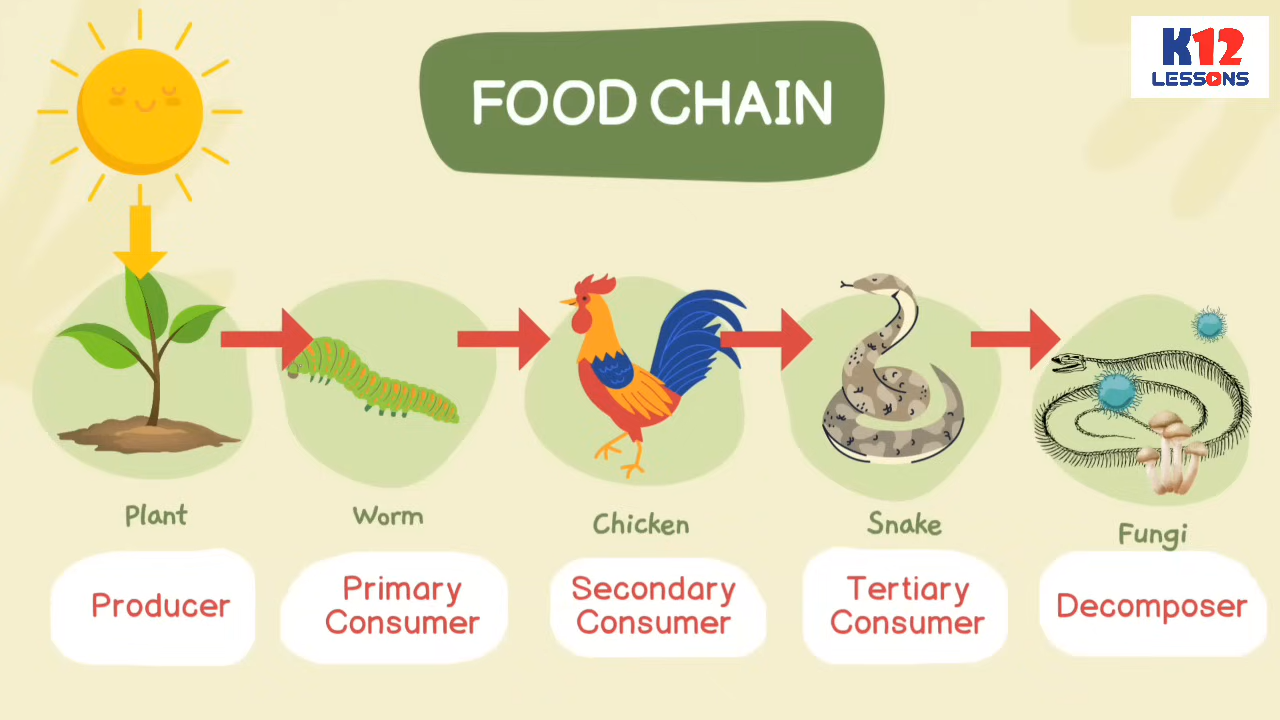 FOOD CHAIN
K12
LESSONS
Plant
Worm
Chicken
Snake
Fungi
Producer
Primary
Consumer
Secondary
Consumer
Tertiary
Consumer
Decomposer